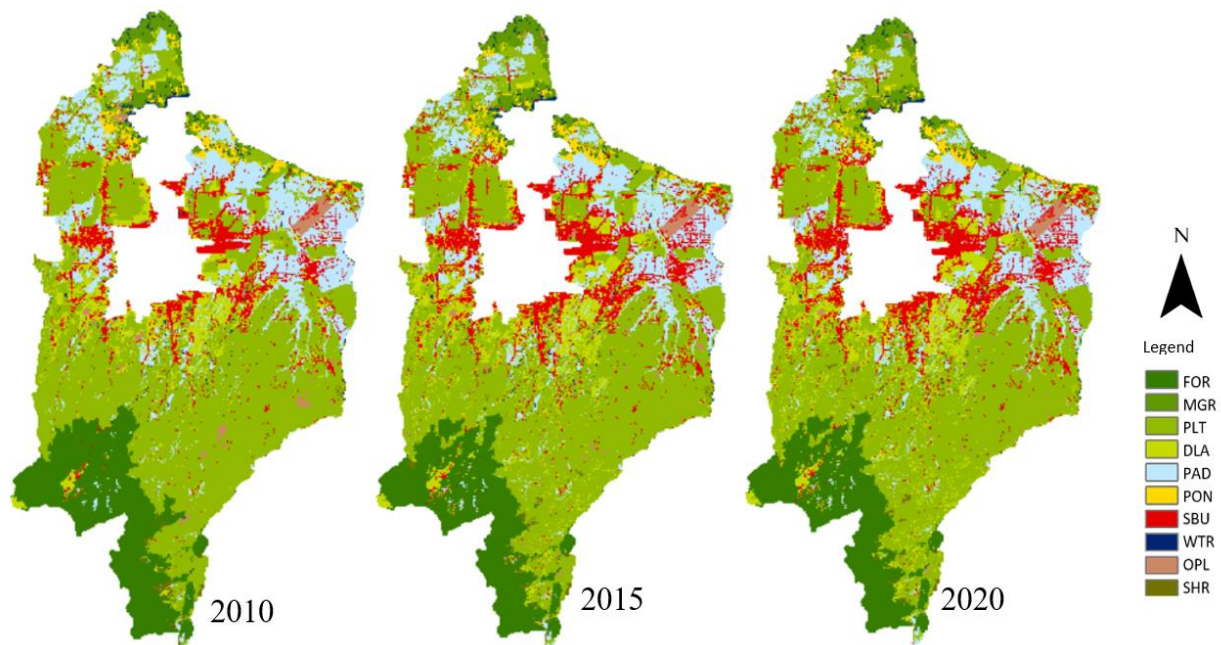 N
Legend
FOR
MGR
PLT
DLA
PAD
PON
SBU
WTR
OPL
SHR
2010
2015
2020